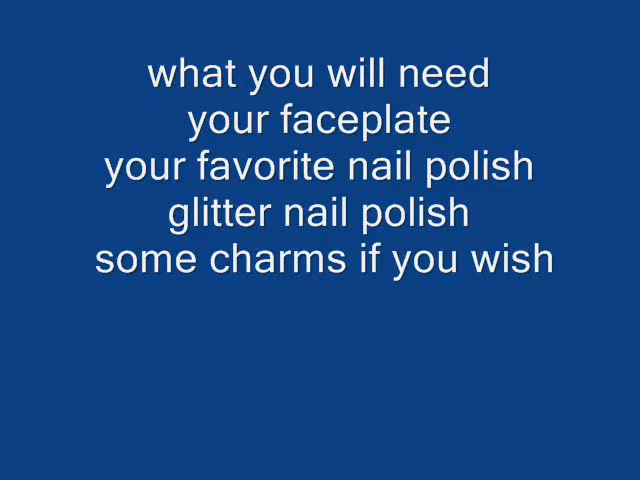 what you will need
your faceplate
your favorite nail polish
glitter nail polish
some charms if you wish